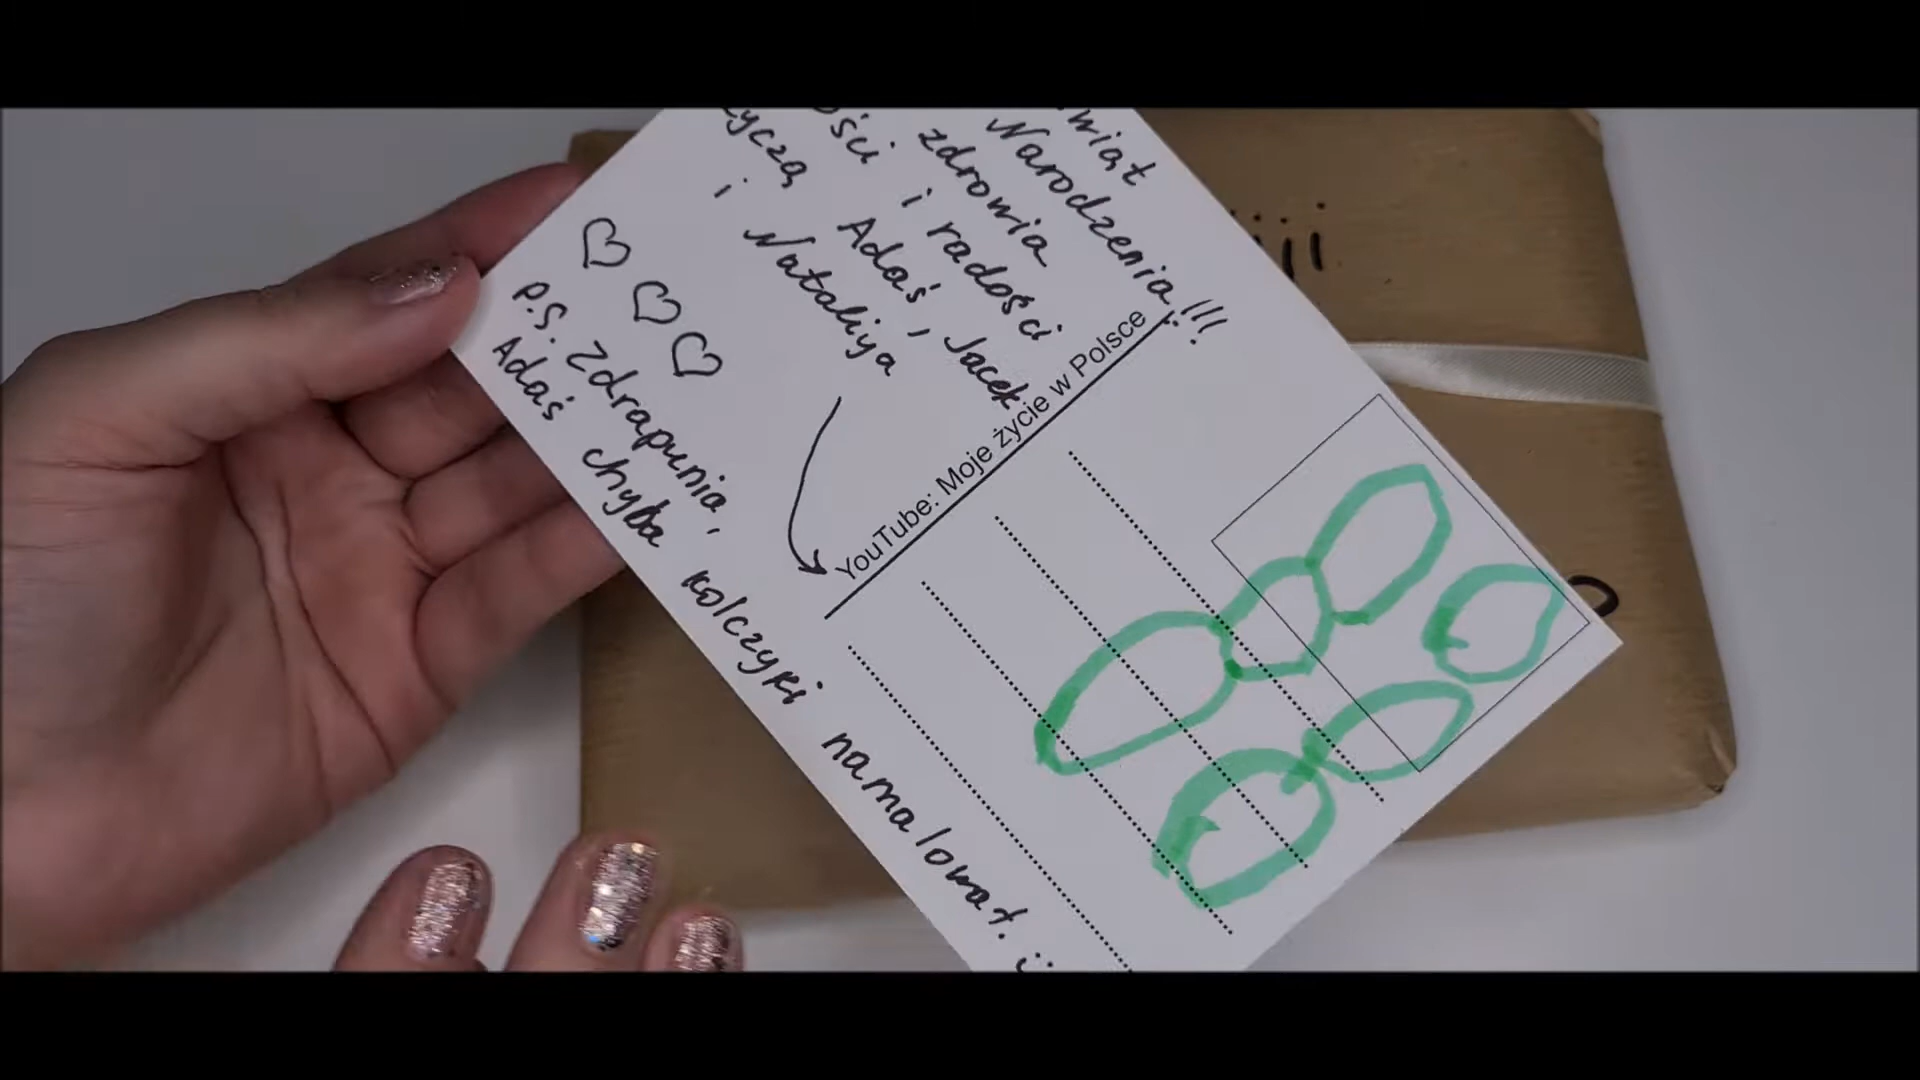 Narodzenia!!!
zdrowia
i radości
Adaś, Jacek
i Nataliya
P.S. Zdrapunia,
Adaś chyba kolczyki namalował. :)
YouTube: Moje życie w Polsce